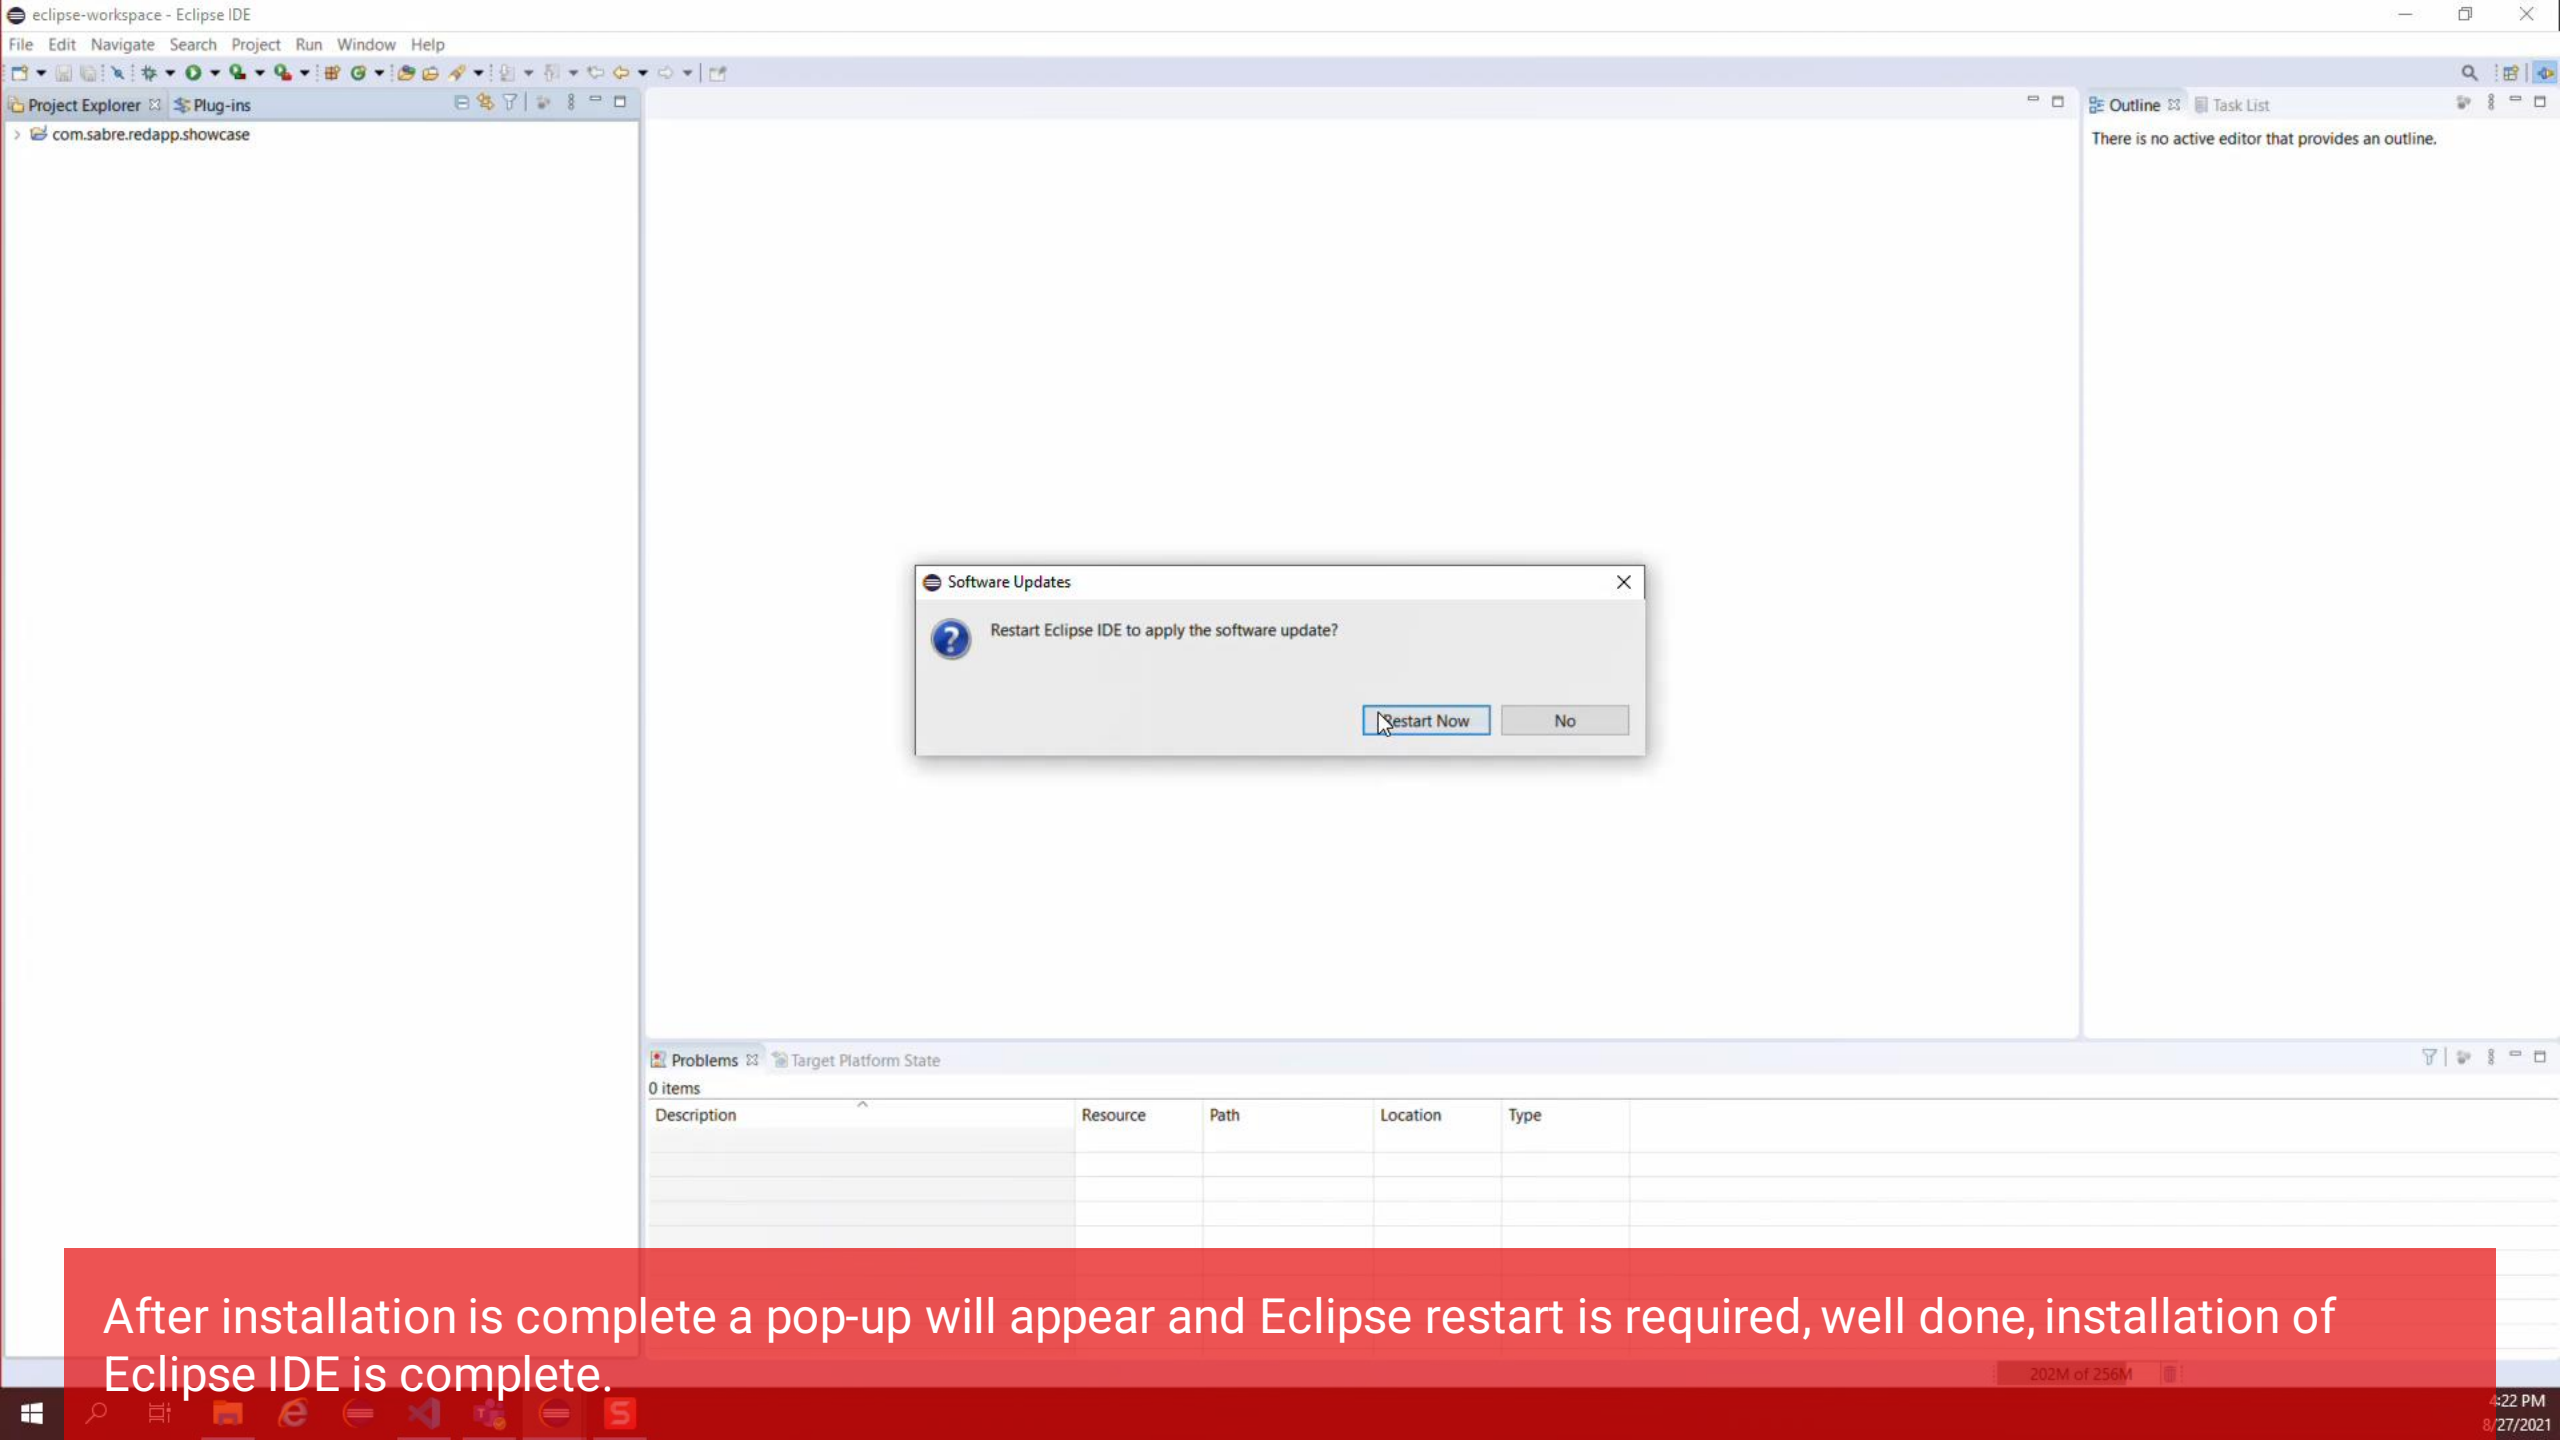 eclipse-workspace - Eclipse IDE
File Edit Navigate Search Project Run Window Help
Project Explorer Plug-ins
Outline Task List
com.sabre.redapp.showcase
There is no active editor that provides an outline.
Software Updates
Restart Eclipse IDE to apply the software update?
Restart Now No
Problems Target Platform State
0 items
Description Resource Path Location Type
After installation is complete a pop-up will appear and Eclipse restart is required, well done, installation of
Eclipse IDE is complete.
202M of 256M
4:22 PM
8/27/2021